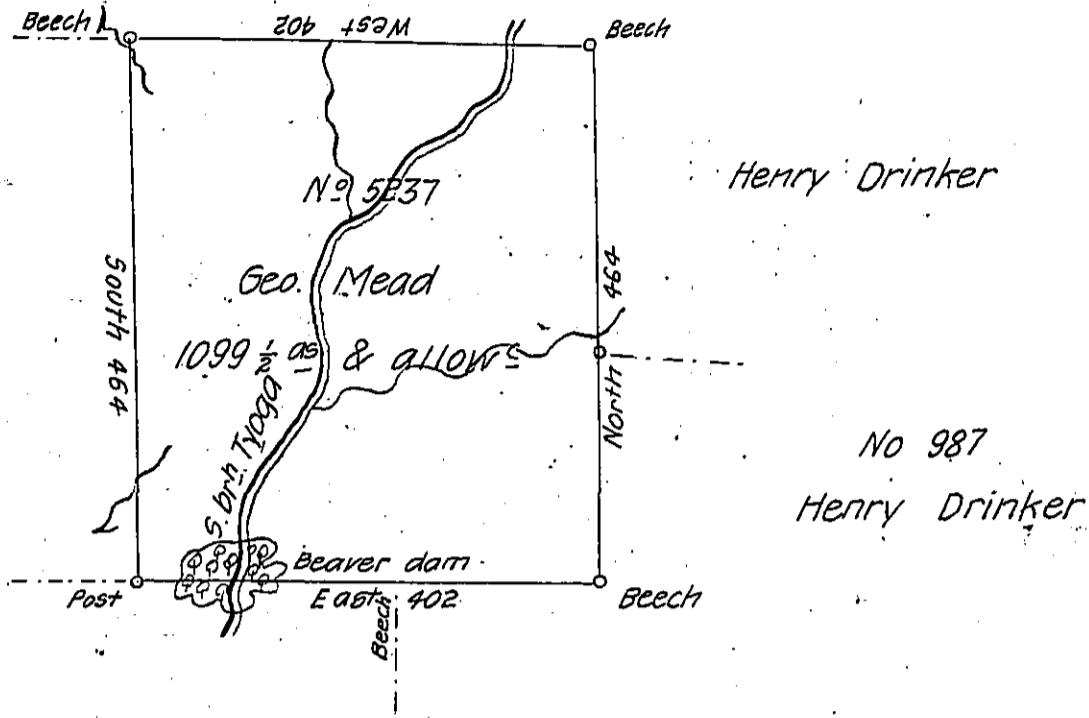 Beech
West 402
Beech
Nº 5237
Henry Drinker
Geo. Mead
South 464
North 464
1099 ½ as & allowˢ
S. brh. Tyoga
No 987
Henry Drinker
Beaver dam
Post
East 402
Beech
Beech